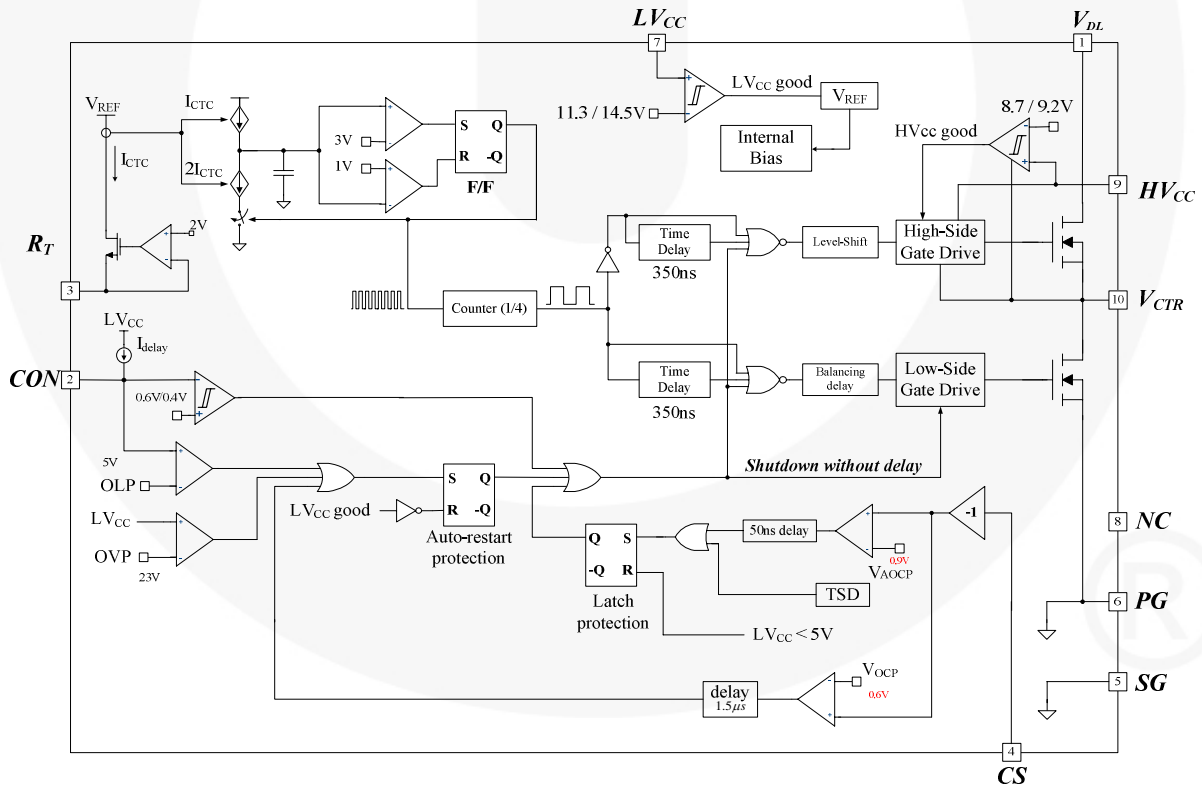 LVCC
VDL
7
1
VREF
ICTC
ICTC
2ICTC
3V
1V
S
Q
R
-Q
F/F
+
-
+
-
+
-
LVCC good
VREF
11.3 / 14.5V
Internal
Bias
8.7 / 9.2V
-
+
HVcc good
9
HVCC
RT
2V
+
-
3
Time
Delay
350ns
Level-Shift
High-Side
Gate Drive
Counter (1/4)
10
VCTR
LVCC
Idelay
CON
2
0.6V/0.4V
+
Time
Delay
350ns
Balancing
delay
Low-Side
Gate Drive
5V
OLP
+
-
LVCC
OVP
23V
+
-
LVCC good
S
Q
R
-Q
Auto-restart
protection
Shutdown without delay
Q
S
-Q
R
Latch
protection
50ns delay
+
-
0.9V
VAOCP
-1
TSD
LVCC < 5V
8
NC
6
PG
5
SG
delay
1.5μs
VOCP
0.6V
-
+
4
CS
R